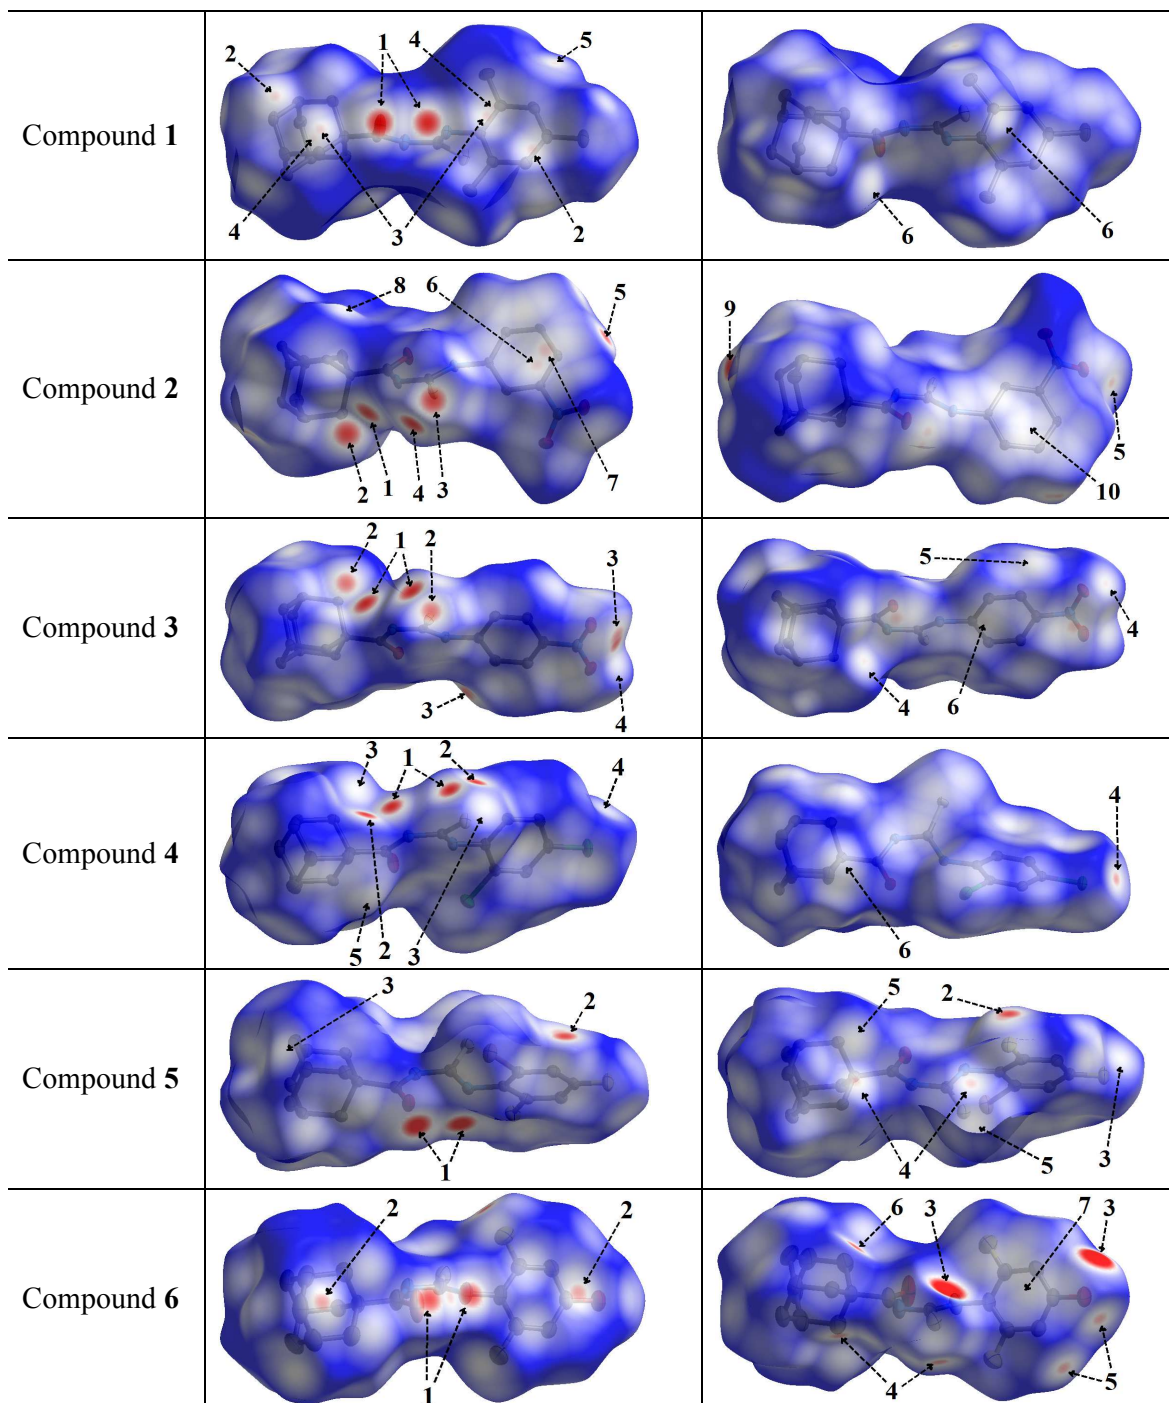 2 1 4 5
Compound 1
4 3 2
6 6
8 6 5
Compound 2
2 1 4 3 7
9 5 10
2 1 2 3
Compound 3
3 4
5 4
4 6
3 1 2 4
Compound 4
5 2 3
4
6
3 2
Compound 5
1
5 2
4 5 3
2 2
Compound 6
1
6 3 7 3
4 5